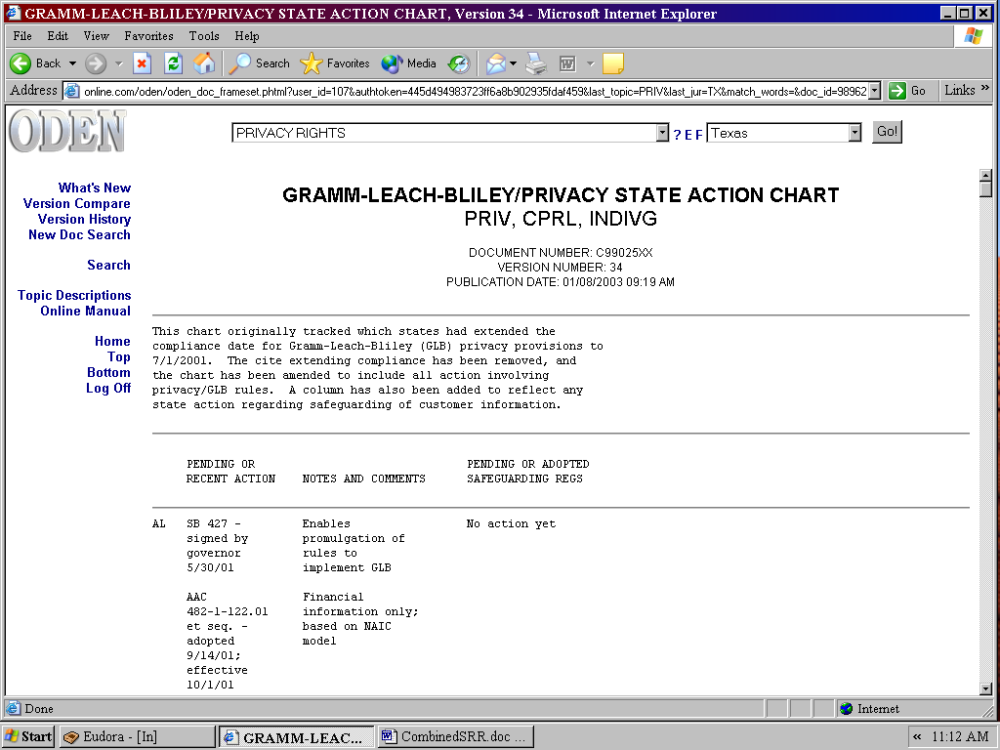 GRAMM-LEACH-BLILEY/PRIVACY STATE ACTION CHART, Version 34 - Microsoft Internet Explorer
File Edit View Favorites Tools Help
Back Search Favorites Media
Address online.com/oden/oden_doc_frameset.phtml?user_id=107&authtoken=445d494983723ff6a8b902935fdaf459&last_topic=PRIV&last_jur=TX&match_words=&doc_id=98962 Go Links »
ODEN PRIVACY RIGHTS ? E F Texas Go!
What's New
Version Compare
Version History
New Doc Search
Search
Topic Descriptions
Online Manual
Home
Top
Bottom
Log Off
GRAMM-LEACH-BLILEY/PRIVACY STATE ACTION CHART
PRIV, CPRL, INDIVG
DOCUMENT NUMBER: C99025XX
VERSION NUMBER: 34
PUBLICATION DATE: 01/08/2003 09:19 AM
This chart originally tracked which states had extended the
compliance date for Gramm-Leach-Bliley (GLB) privacy provisions to
7/1/2001. The cite extending compliance has been removed, and
the chart has been amended to include all action involving
privacy/GLB rules. A column has also been added to reflect any
state action regarding safeguarding of customer information.
PENDING OR PENDING OR ADOPTED
RECENT ACTION NOTES AND COMMENTS SAFEGUARDING REGS
AL SB 427 - Enables No action yet
signed by promulgation of
governor rules to
5/30/01 implement GLB
AAC Financial
482-1-122.01 information only;
et seq. - based on NAIC
adopted model
9/14/01;
effective
10/1/01
Done Internet
Start Eudora - [In] GRAMM-LEAC... CombinedSRR.doc ... « 11:12 AM